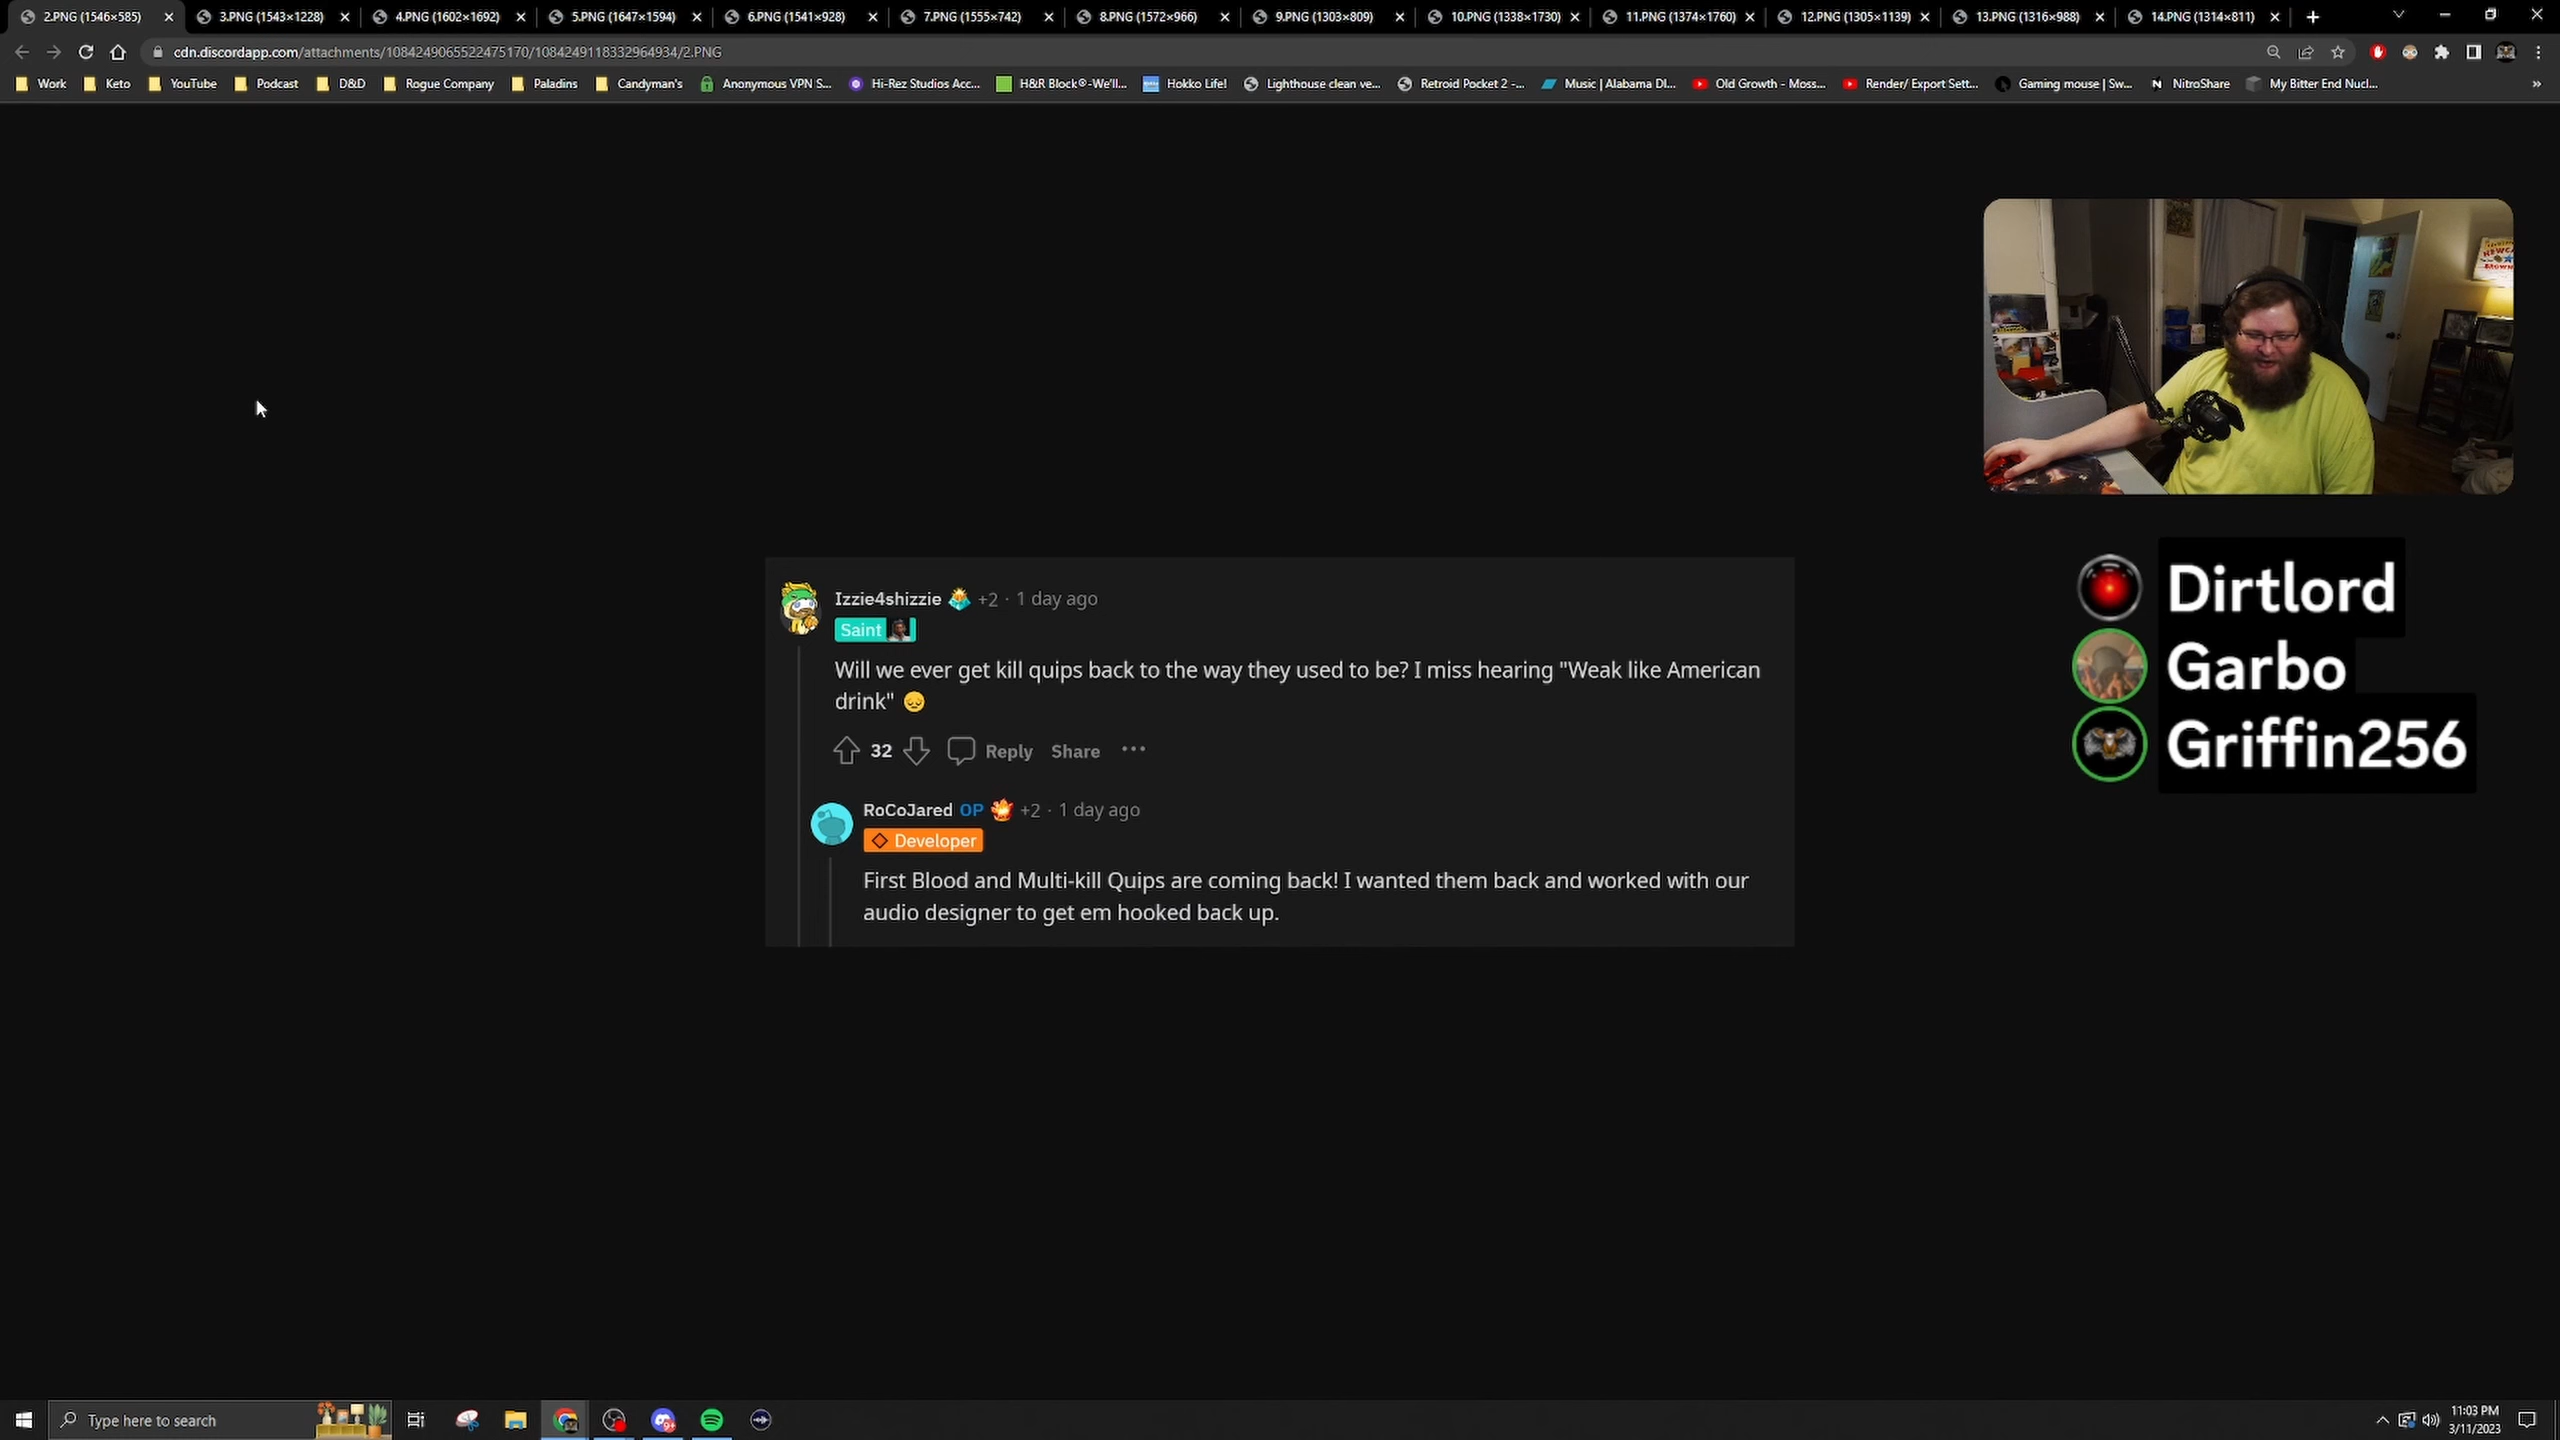 2.PNG (1546×585)
3.PNG (1543×1228)
4.PNG (1602×1692)
5.PNG (1647×1594)
6.PNG (1541×928)
7.PNG (1555×742)
8.PNG (1572×966)
9.PNG (1303×809)
10.PNG (1338×1730)
11.PNG (1374×1760)
12.PNG (1305×1139)
13.PNG (1316×988)
14.PNG (1314×811)
cdn.discordapp.com/attachments/1084249065522475170/1084249118332964934/2.PNG
Work
Keto
YouTube
Podcast
D&D
Rogue Company
Paladins
Candyman's
Anonymous VPN S...
Hi-Rez Studios Acc...
H&R Block®-We'll...
Hokko Life!
Lighthouse clean ve...
Retroid Pocket 2 -...
Music | Alabama DI...
Old Growth - Moss...
Render/ Export Sett...
Gaming mouse | Sw...
NitroShare
My Bitter End Nucl...
Izzie4shizzie +2 · 1 day ago
Saint
Will we ever get kill quips back to the way they used to be? I miss hearing "Weak like American
drink" 😔
32 Reply Share ...
RoCoJared OP +2 · 1 day ago
Developer
First Blood and Multi-kill Quips are coming back! I wanted them back and worked with our
audio designer to get em hooked back up.
Dirtlord
Garbo
Griffin256
Type here to search
9+
11:03 PM
3/11/2023